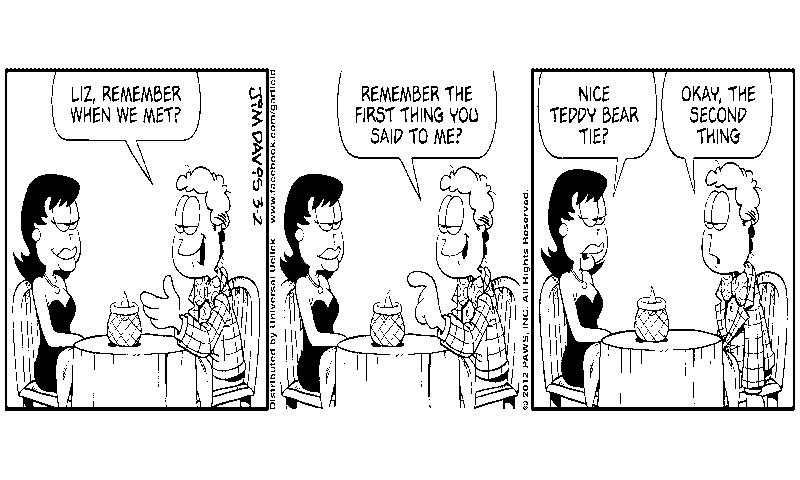 LIZ, REMEMBER
WHEN WE MET?
JIM DAVIS 3-2
www.facebook.com/garfield
Distributed by Universal Uclick
REMEMBER THE
FIRST THING YOU
SAID TO ME?
© 2012 PAWS, INC. All Rights Reserved.
NICE
TEDDY BEAR
TIE?
OKAY, THE
SECOND
THING